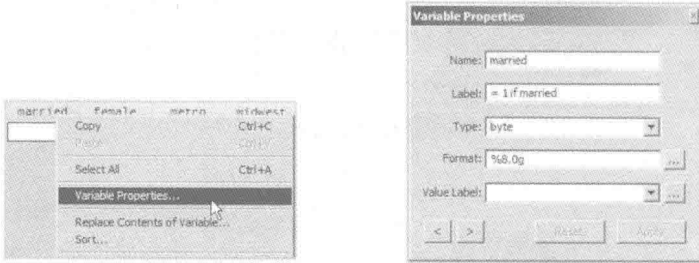 married female metro midwest
Copy Ctrl+C
Paste Ctrl+V
Select All Ctrl+A
Variable Properties...
Replace Contents of Variable...
Sort...
Variable Properties
Name: married
Label: = 1 if married
Type: byte
Format: %8.0g ...
Value Label: ...
< > Reset Apply